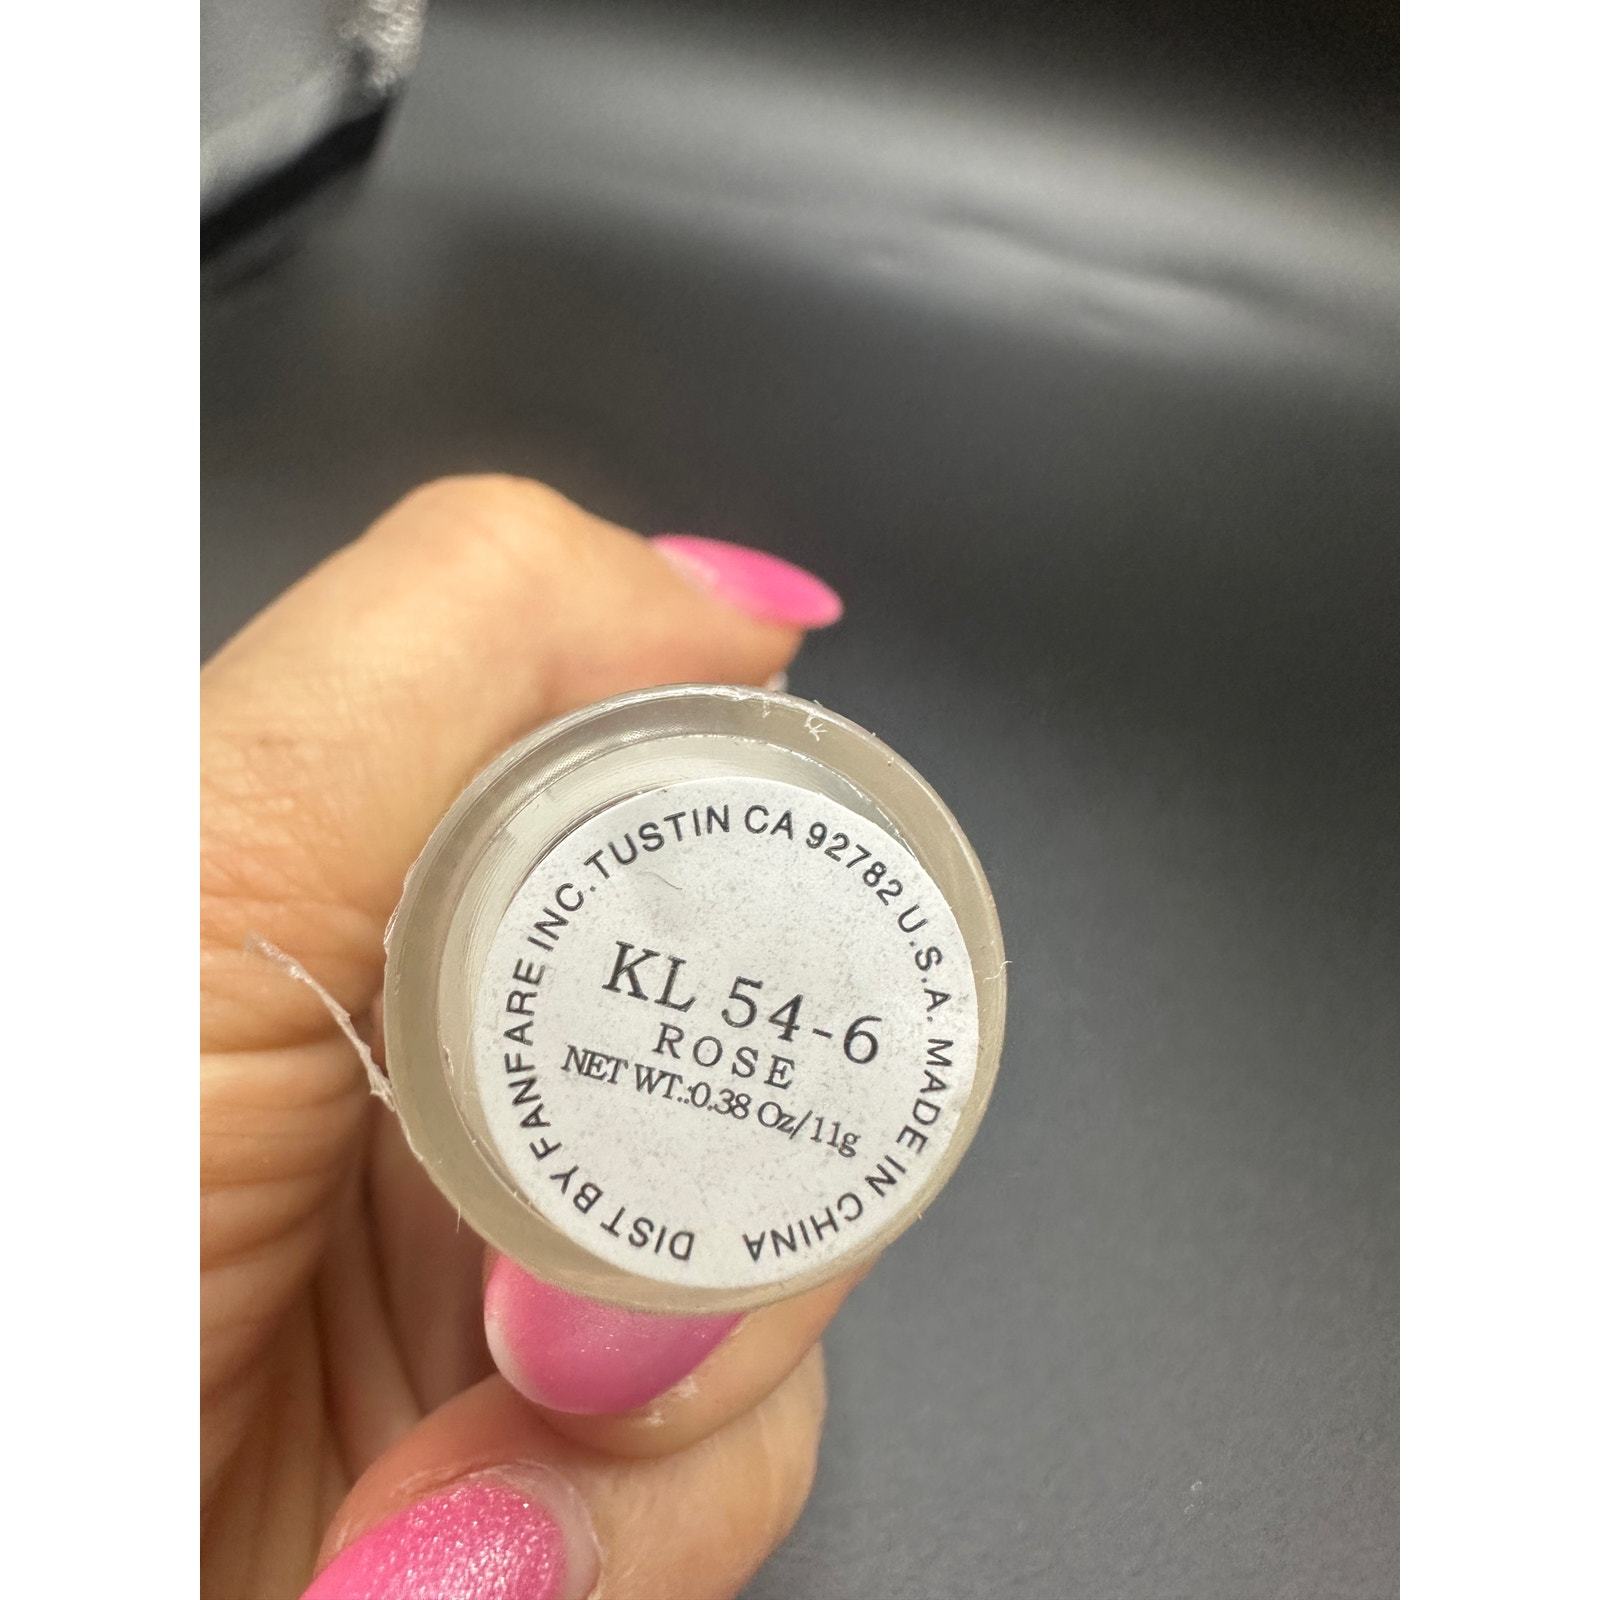 DIST BY FANFARE INC. TUSTIN CA 92782 U.S.A. MADE IN CHINA
KL 54-6
ROSE
NET WT.:0.38 Oz/11g